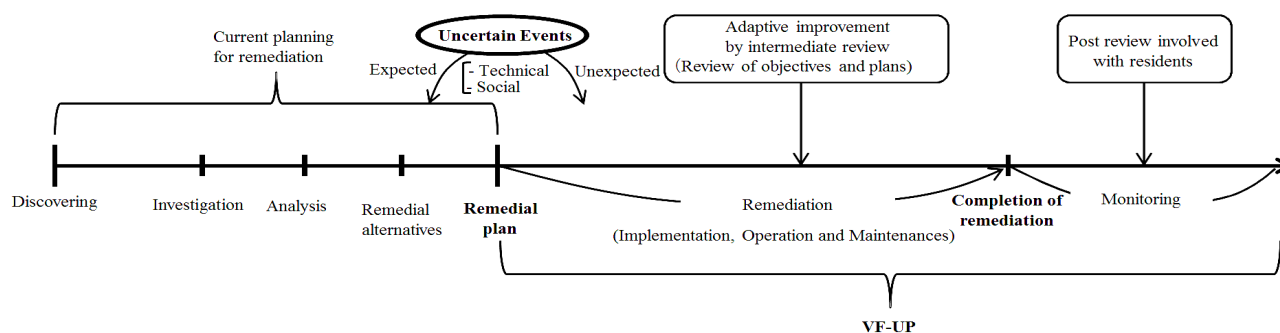 Current planning
for remediation
Uncertain Events
Expected
- Technical
- Social
Unexpected
Adaptive improvement
by intermediate review
(Review of objectives and plans)
Post review involved
with residents
Discovering
Investigation
Analysis
Remedial
alternatives
Remedial
plan
Remediation
(Implementation, Operation and Maintenances)
Completion of
remediation
Monitoring
VF-UP